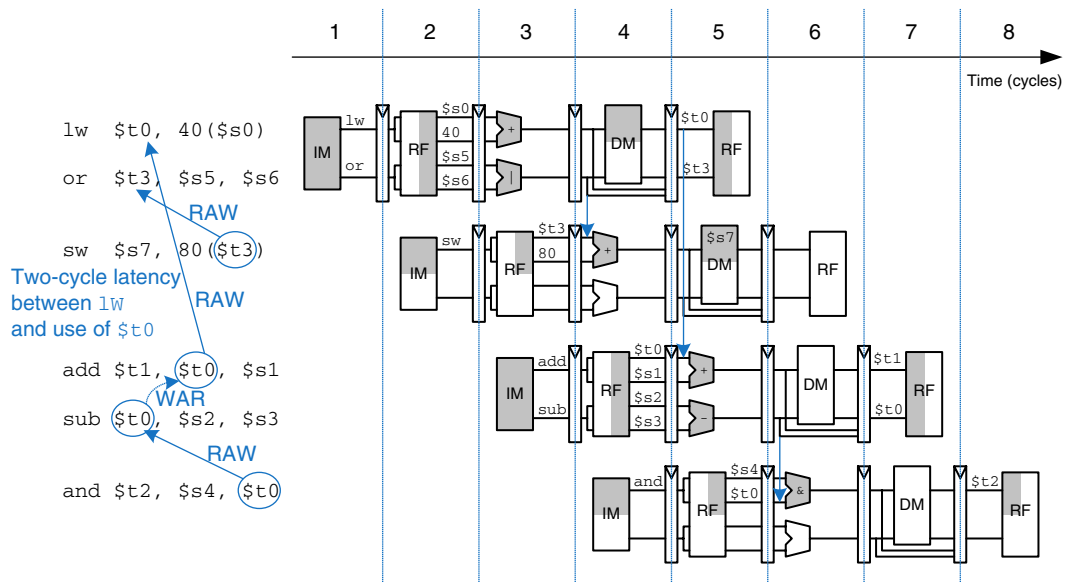 1 2 3 4 5 6 7 8
Time (cycles)
lw $t0, 40($s0)
or $t3, $s5, $s6
RAW
sw $s7, 80($t3)
Two-cycle latency
between lW
and use of $t0
RAW
add $t1, $t0, $s1
WAR
sub $t0, $s2, $s3
RAW
and $t2, $s4, $t0
IM
lw
or
RF
$s0
40
$s5
$s6
+
|
DM
$t0
$t3
RF
IM
sw
RF
$t3
80
+
$s7
DM
RF
IM
add
sub
RF
$t0
$s1
$s2
$s3
+
-
DM
$t1
$t0
RF
IM
and
RF
$s4
$t0
&
DM
$t2
RF